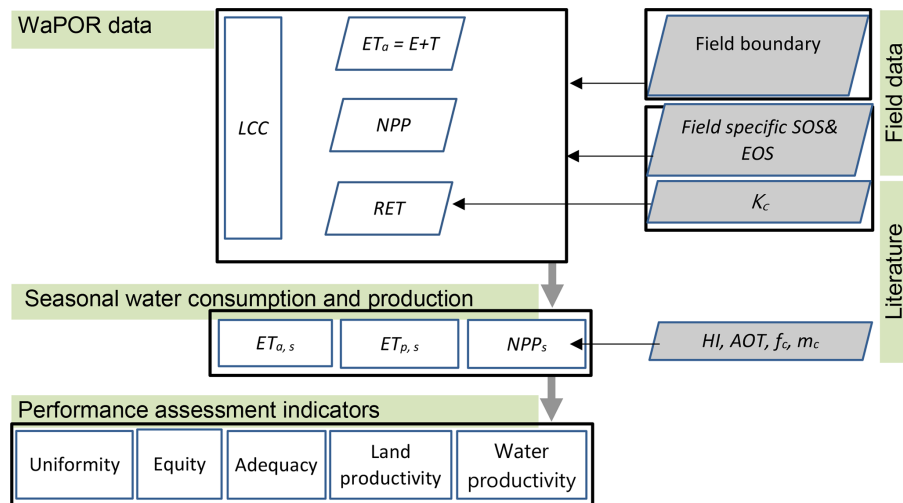 WaPOR data
LCC
ETa = E+T
NPP
RET
Field boundary
Field specific SOS&
EOS
Kc
Field data
Literature
Seasonal water consumption and production
ETa, s
ETp, s
NPPs
HI, AOT, fc, mc
Performance assessment indicators
Uniformity
Equity
Adequacy
Land
productivity
Water
productivity